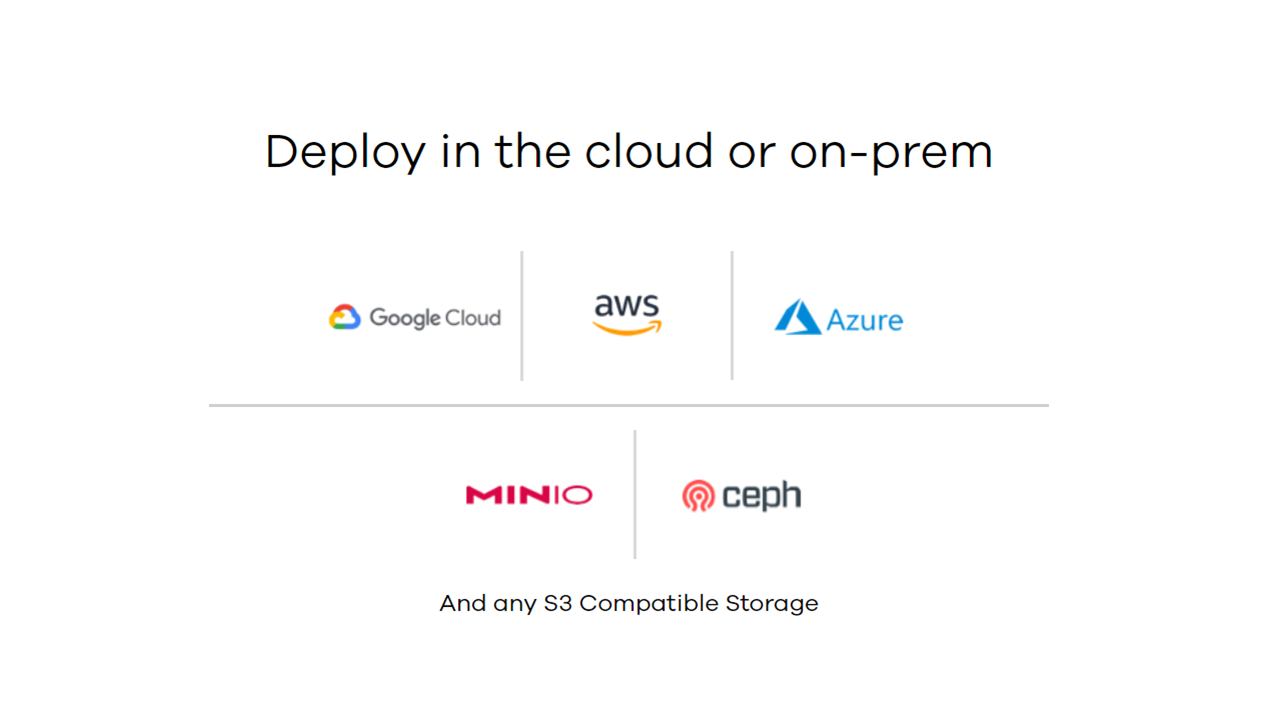 Deploy in the cloud or on-prem
Google Cloud
aws
Azure
MINIO
ceph
And any S3 Compatible Storage